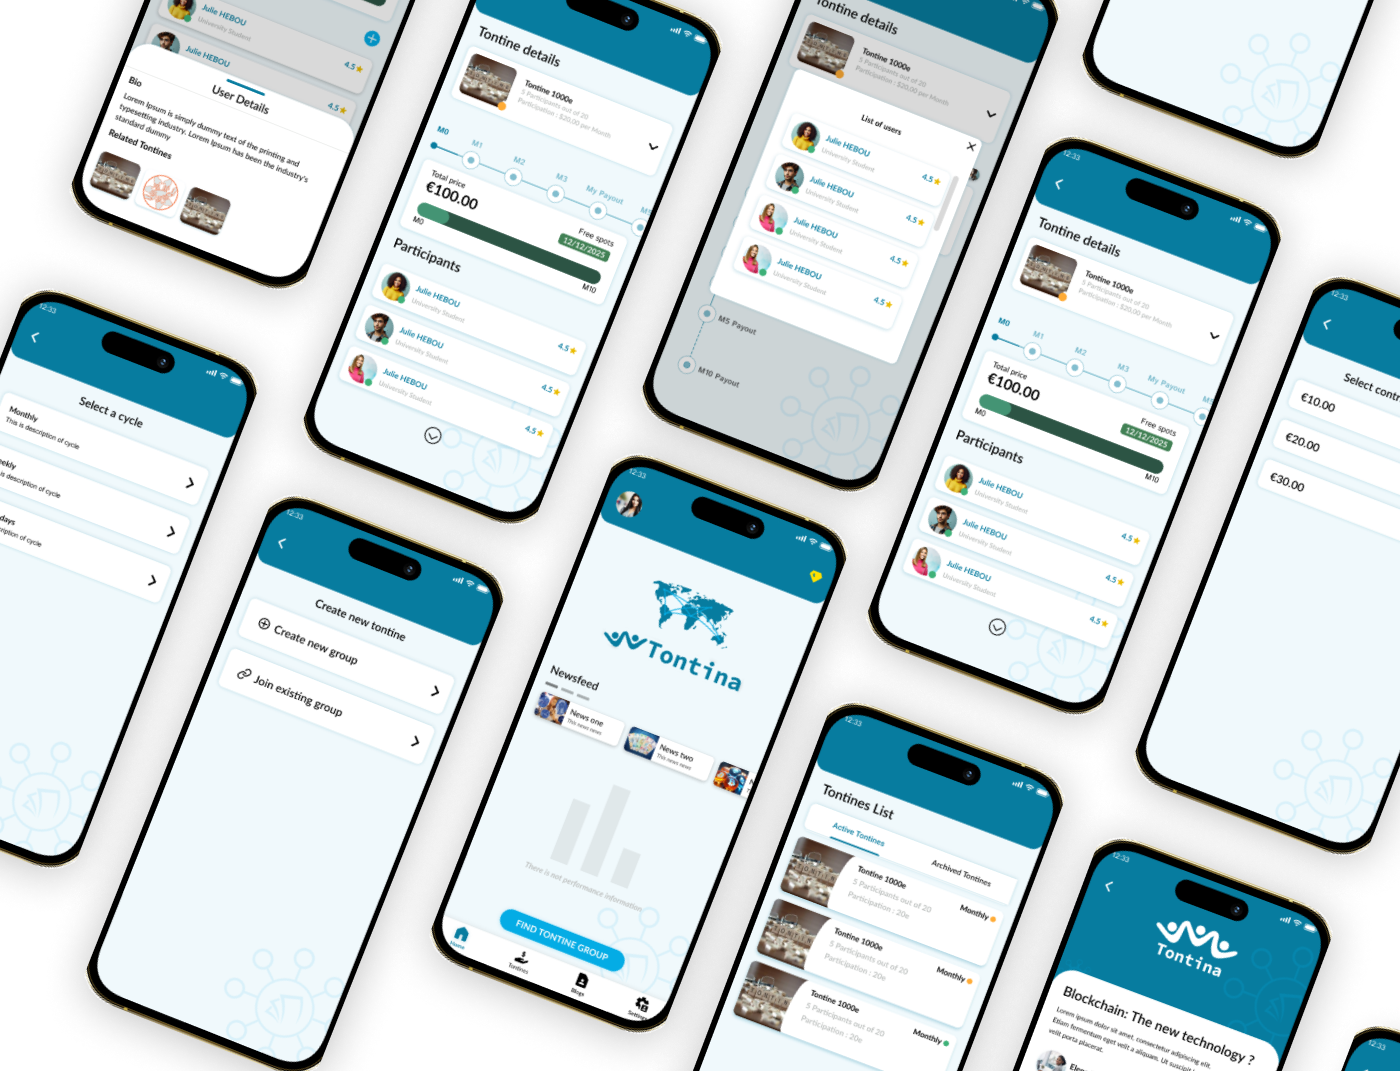 Julie HEBOU
University Student
Julie HEBOU
4.5
4.5
User Details
Bio
Lorem Ipsum is simply dummy text of the printing and
typesetting industry. Lorem Ipsum has been the industry's
standard dummy
Related Tontines
Tontine details
Tontine 1000e
5 Participants out of 20
Participation : $20,00 per Month
M0
M1
M2
M3
My Payout
Total price
€100.00
Free spots
12/12/2025
M0
M10
Participants
Julie HEBOU
University Student
4.5
Julie HEBOU
University Student
4.5
Julie HEBOU
University Student
4.5
Tontine details
Tontine 1000e
5 Participants out of 20
Participation : $20,00 per Month
List of users
Julie HEBOU
University Student
4.5
Julie HEBOU
University Student
4.5
Julie HEBOU
University Student
4.5
Julie HEBOU
University Student
4.5
M5 Payout
M10 Payout
12:33
Tontine details
Tontine 1000e
5 Participants out of 20
Participation : $20,00 per Month
M0
M1
M2
M3
My Payout
Total price
€100.00
Free spots
12/12/2025
M0
M10
Participants
Julie HEBOU
University Student
4.5
Julie HEBOU
University Student
4.5
Julie HEBOU
University Student
4.5
12:33
Select contr
€10.00
€20.00
€30.00
12:33
Select a cycle
Monthly
This is description of cycle
eekly
is description of cycle
days
ription of cycle
12:33
Create new tontine
Create new group
Join existing group
12:33
Tontina
Newsfeed
News one
This news news
News two
This news news
There is not performance information
FIND TONTINE GROUP
Home
Tontines
Blogs
Settings
12:33
Tontines List
Active Tontines
Archived Tontines
Tontine 1000e
5 Participants out of 20
Participation : 20e
Monthly
Tontine 1000e
5 Participants out of 20
Participation : 20e
Monthly
Tontine 1000e
5 Participants out of 20
Participation : 20e
Monthly
12:33
Tontina
Blockchain: The new technology ?
Lorem ipsum dolor sit amet, consectetur adipiscing elit.
Etiam fermentum eget velit a aliquam. Ut suscipit
velit porta placerat.
12:33